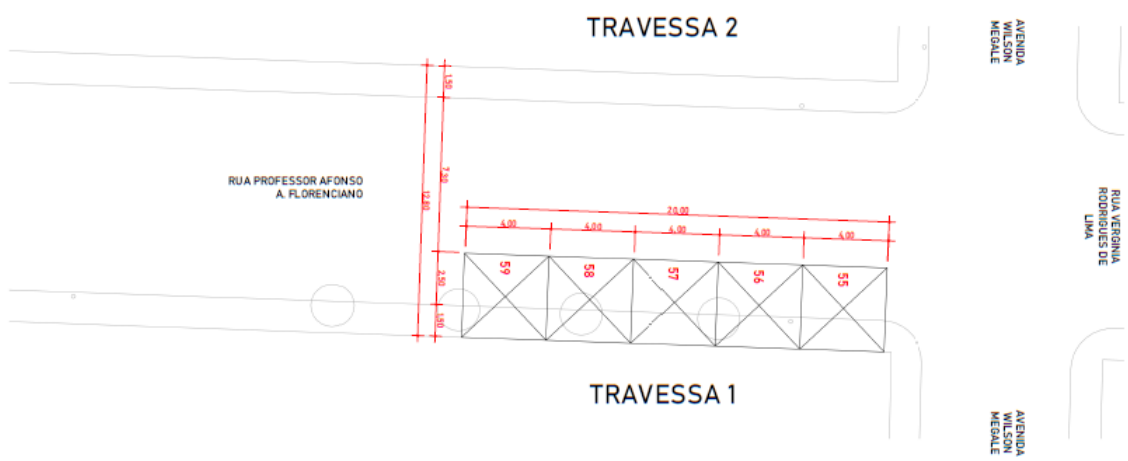 TRAVESSA 2
AVENIDA
WILSON
MEGALE
1,50
7,30
12,80
RUA PROFESSOR AFONSO
A. FLORENCIANO
RUA VERGINIA
RODRIGUES DE
LIMA
20,00
4,00
4,00
4,00
4,00
4,00
59
58
57
56
55
2,50
1,50
TRAVESSA 1
AVENIDA
WILSON
MEGALE